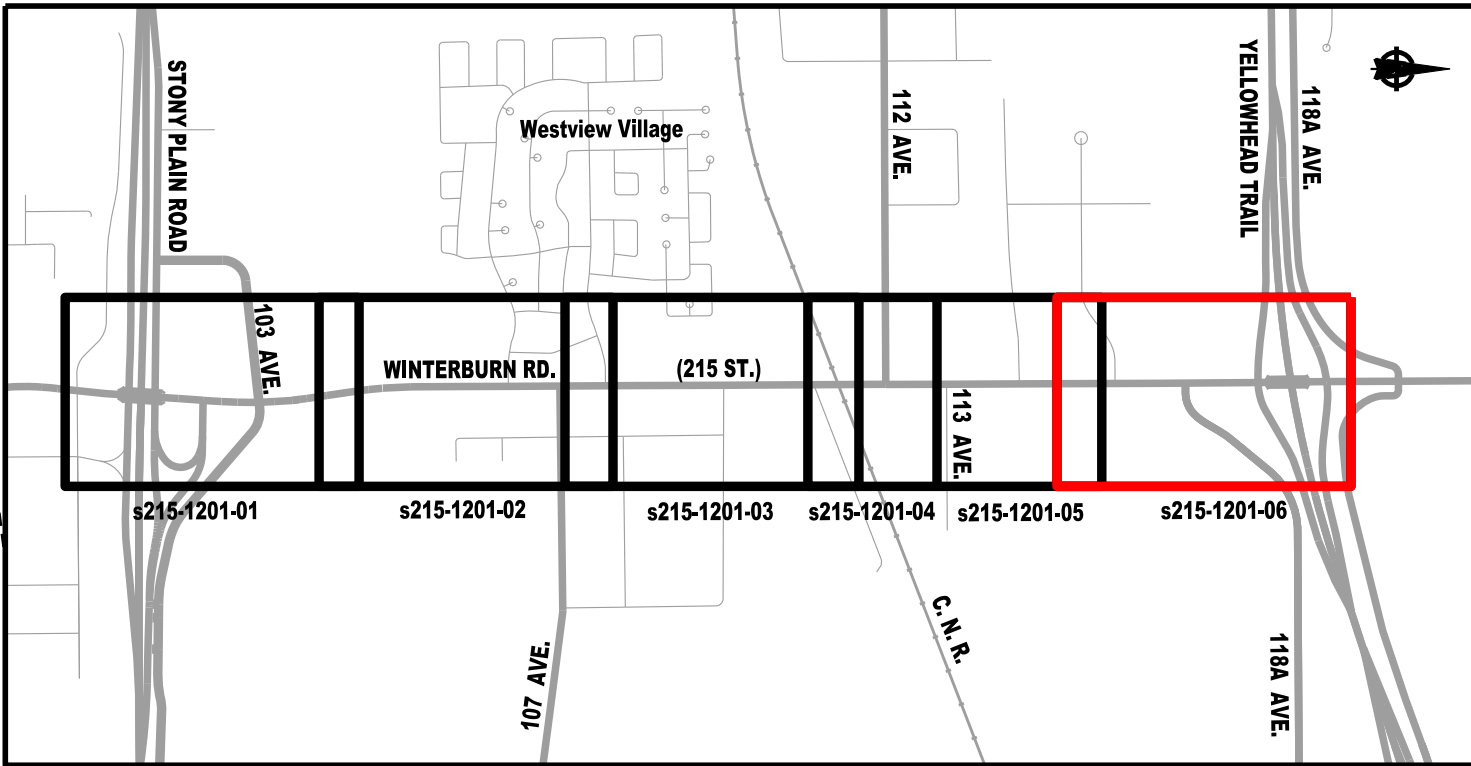 STONY PLAIN ROAD
Westview Village
112 AVE.
YELLOWHEAD TRAIL
118A AVE.
103 AVE.
WINTERBURN RD.
(215 ST.)
113 AVE.
s215-1201-01
s215-1201-02
s215-1201-03
s215-1201-04
s215-1201-05
s215-1201-06
107 AVE.
C. N. R.
118A AVE.